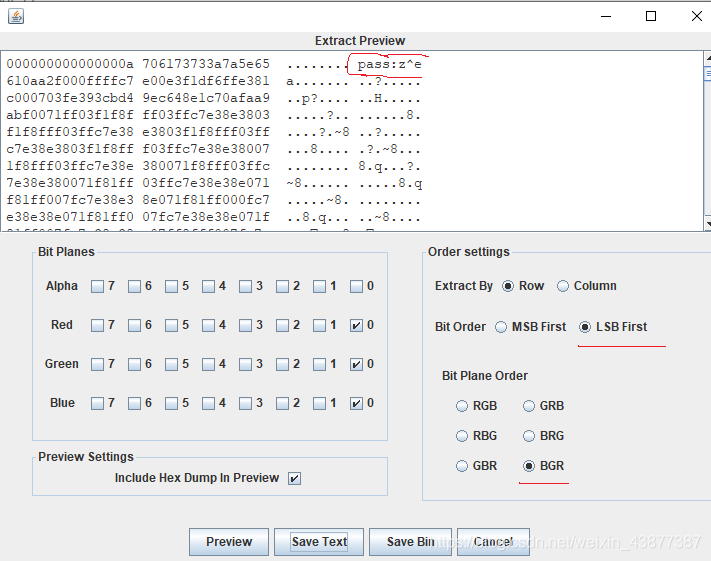 Extract Preview
000000000000000a 706173733a7a5e65 ........ pass:z^e
610aa2f000ffffc7 e00e3f1df6ffe381 a....... ..?.....
c000703fe393cbd4 9ec648e1c70afaa9 ..p?.... ..H.....
abf0071ff03f1f8f ff03ffc7e38e3803 .....?.. ......8.
f1f8fff03ffc7e38 e3803f1f8fff03ff ....?.~8 ..?.....
c7e38e3803f1f8ff f03ffc7e38e38007 ...8.... .?.~8...
1f8fff03ffc7e38e 380071f8fff03ffc ........ 8.q...?.
7e38e380071f81ff 03ffc7e38e38e071 ~8...... .....8.q
f81ff007fc7e38e3 8e071f81ff000fc7 .....~8. ........
e38e38e071f81ff0 07fc7e38e38e071f ..8.q... ..~8....
Bit Planes
Alpha 7 6 5 4 3 2 1 0
Red 7 6 5 4 3 2 1 0
Green 7 6 5 4 3 2 1 0
Blue 7 6 5 4 3 2 1 0
Preview Settings
Include Hex Dump In Preview
Order settings
Extract By Row Column
Bit Order MSB First LSB First
Bit Plane Order
RGB GRB
RBG BRG
GBR BGR
Preview Save Text Save Bin Cancel
https://blog.csdn.net/weixin_43877387